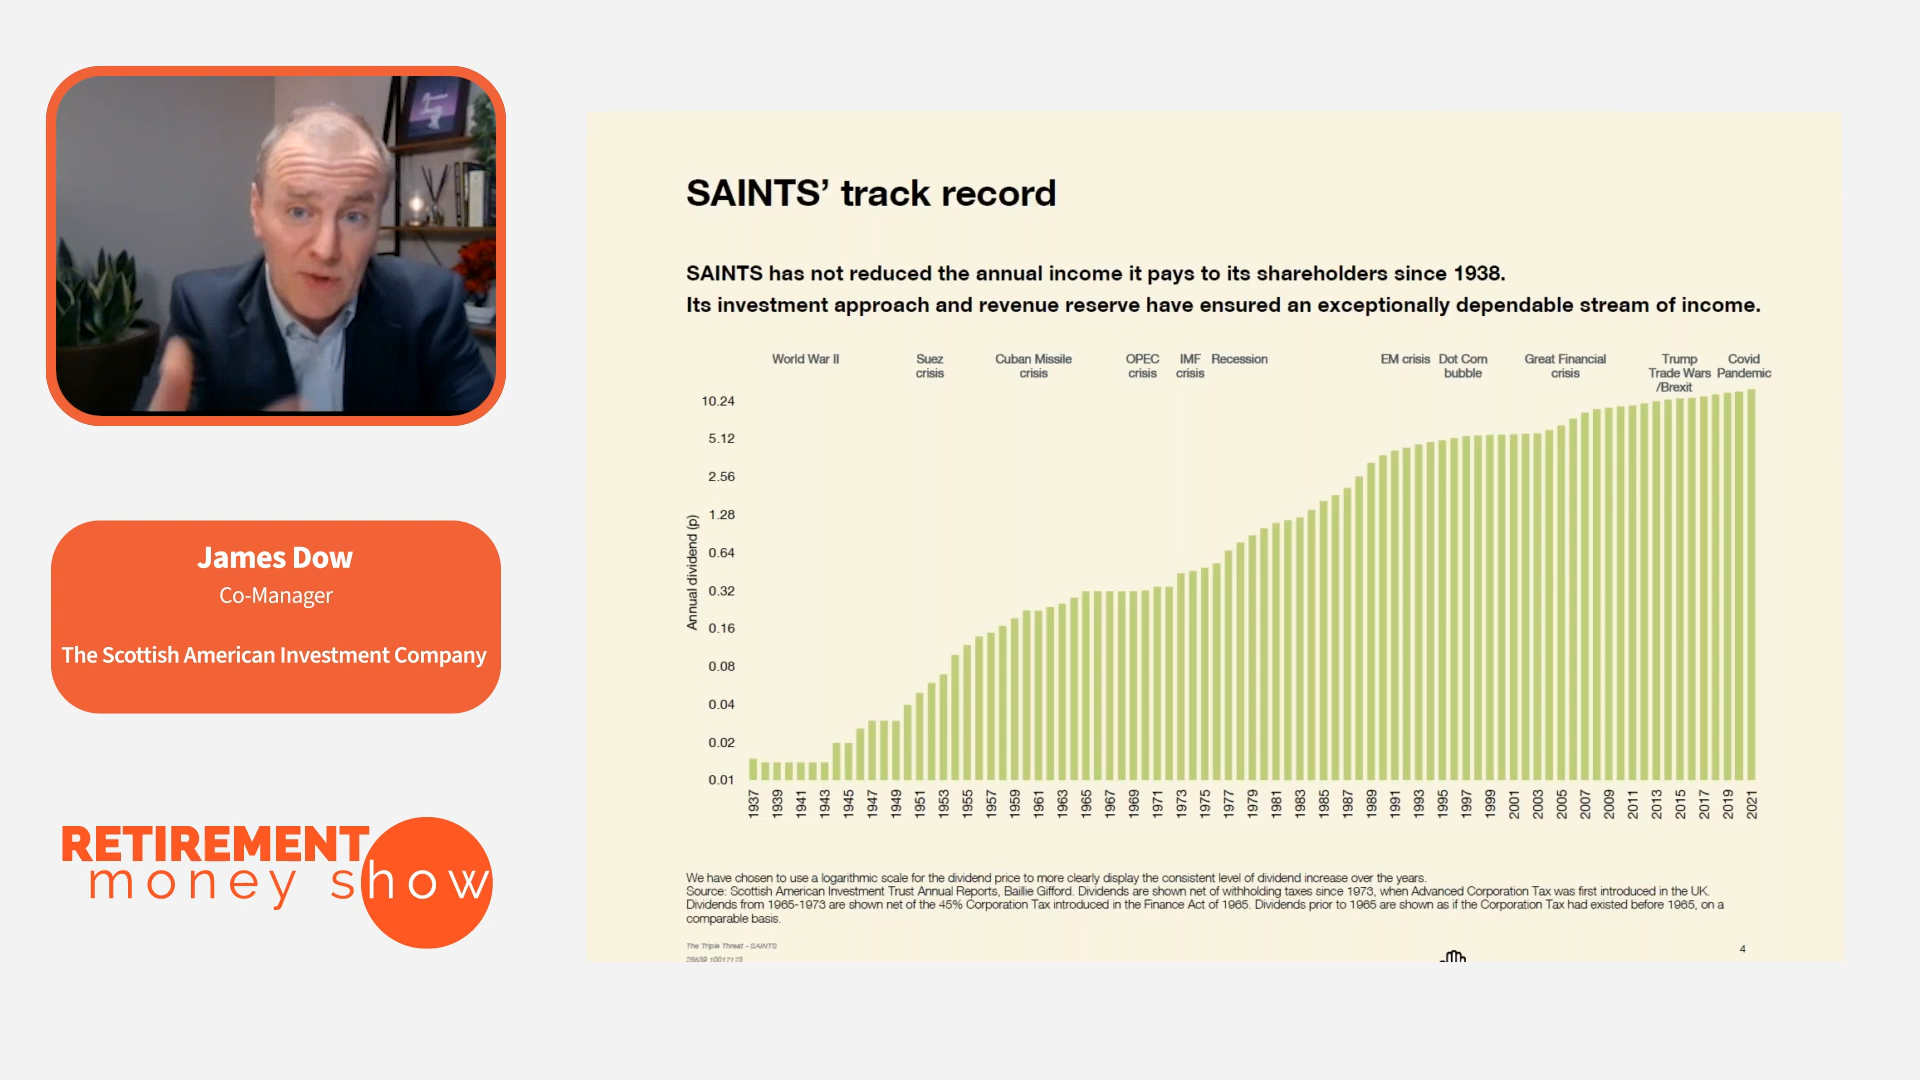 James Dow
Co-Manager
The Scottish American Investment Company
RETIREMENT
money show
SAINTS’ track record
SAINTS has not reduced the annual income it pays to its shareholders since 1938.
Its investment approach and revenue reserve have ensured an exceptionally dependable stream of income.
World War II
Suez
crisis
Cuban Missile
crisis
OPEC
crisis
IMF
crisis
Recession
EM crisis
Dot Com
bubble
Great Financial
crisis
Trump
Trade Wars
/Brexit
Covid
Pandemic
Annual dividend (p)
10.24
5.12
2.56
1.28
0.64
0.32
0.16
0.08
0.04
0.02
0.01
1937 1939 1941 1943 1945 1947 1949 1951 1953 1955 1957 1959 1961 1963 1965 1967 1969 1971 1973 1975 1977 1979 1981 1983 1985 1987 1989 1991 1993 1995 1997 1999 2001 2003 2005 2007 2009 2011 2013 2015 2017 2019 2021
We have chosen to use a logarithmic scale for the dividend price to more clearly display the consistent level of dividend increase over the years.
Source: Scottish American Investment Trust Annual Reports, Baillie Gifford. Dividends are shown net of withholding taxes since 1973, when Advanced Corporation Tax was first introduced in the UK.
Dividends from 1965-1973 are shown net of the 45% Corporation Tax introduced in the Finance Act of 1965. Dividends prior to 1965 are shown as if the Corporation Tax had existed before 1965, on a
comparable basis.
The Triple Threat - SAINTS
4